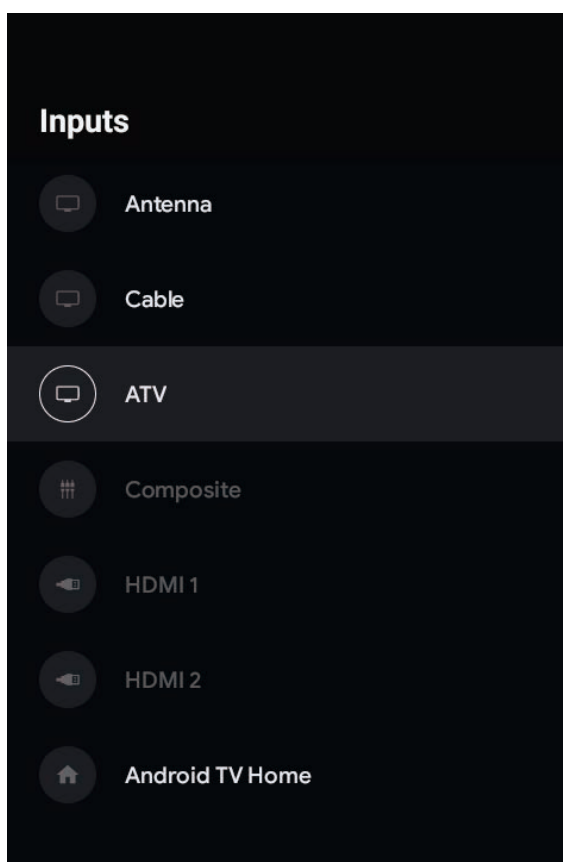 Inputs
Antenna
Cable
ATV
Composite
HDMI 1
HDMI 2
Android TV Home